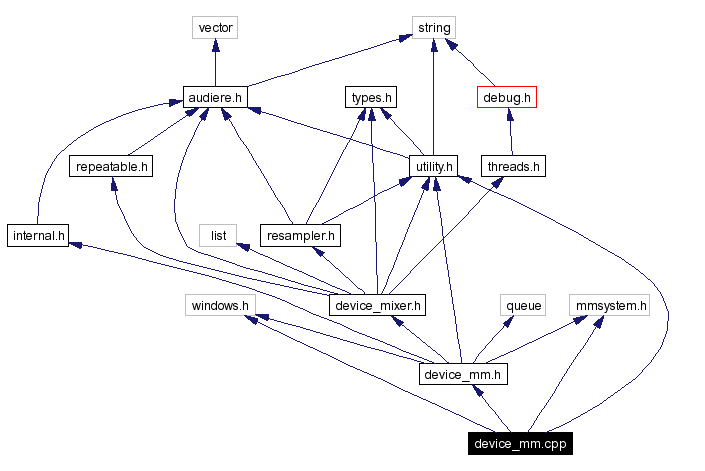 vector
string
audiere.h
types.h
debug.h
repeatable.h
utility.h
threads.h
internal.h
list
resampler.h
windows.h
device_mixer.h
queue
mmsystem.h
device_mm.h
device_mm.cpp